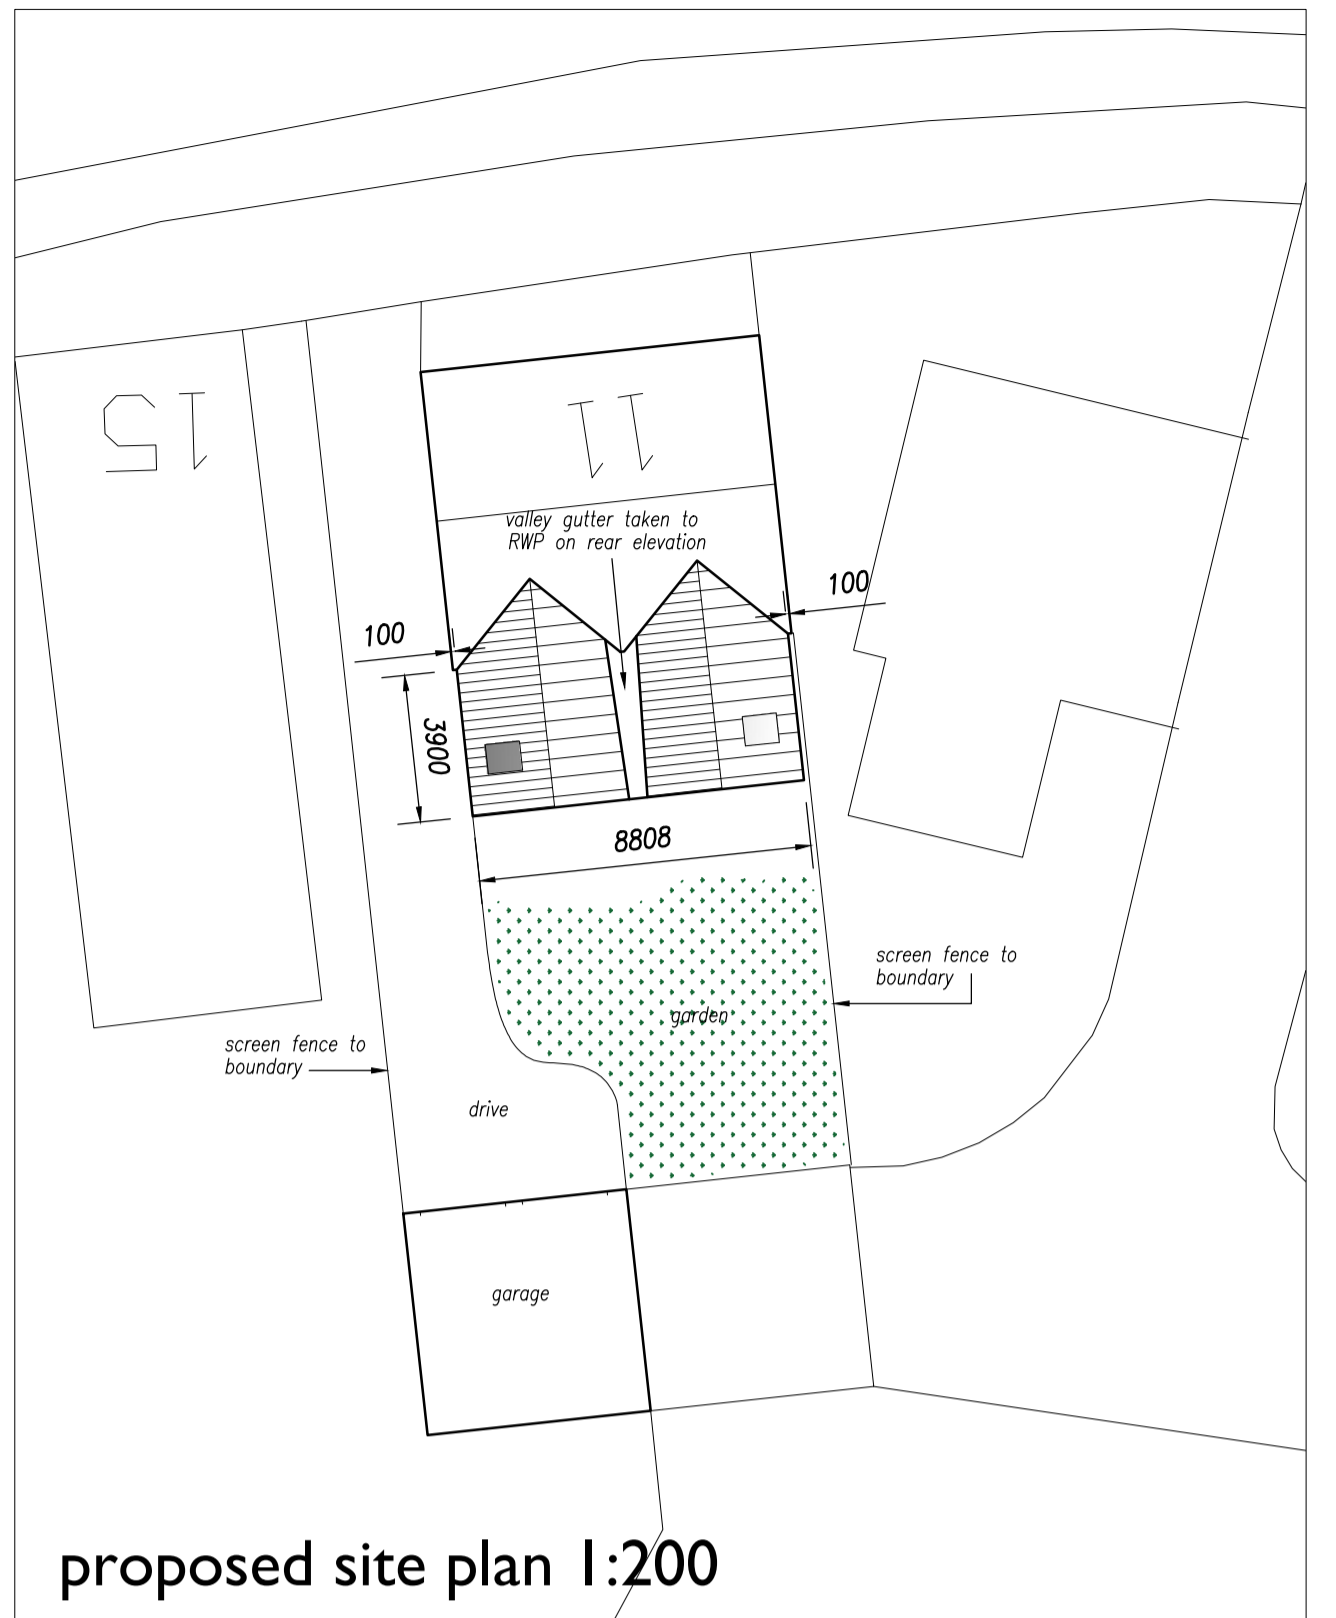 15
11
valley gutter taken to
RWP on rear elevation
100
100
3900
8808
screen fence to
boundary
garden
screen fence to
boundary
drive
garage
proposed site plan 1:200